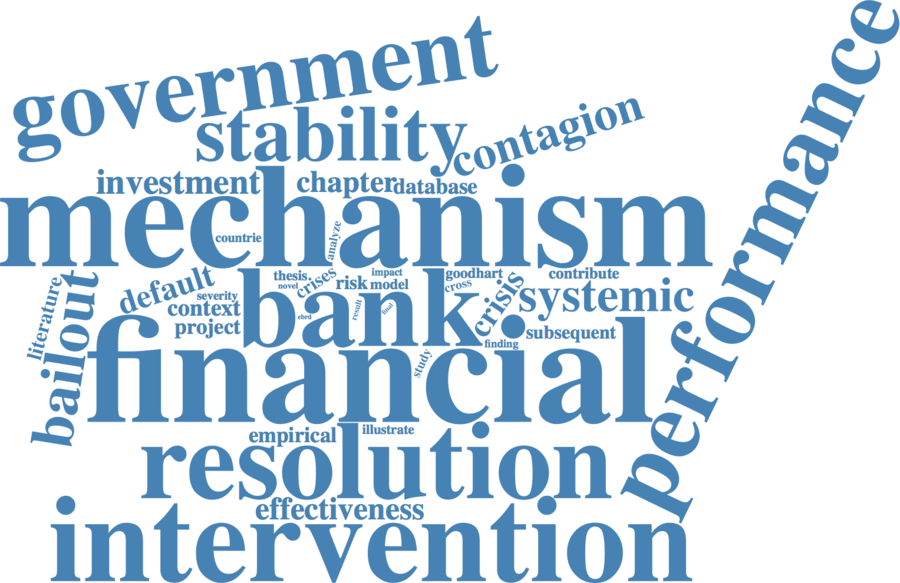 government
performance
stability
contagion
investment
chapter
database
mechanism
countrie
analyze
literature
bailout
default
severity
context
project
thesis
novel
crises
risk
impact
model
goodhart
cross
contribute
crisis
systemic
bank
ebrd
result
final
subsequent
finding
financial
study
empirical
illustrate
resolution
effectiveness
intervention